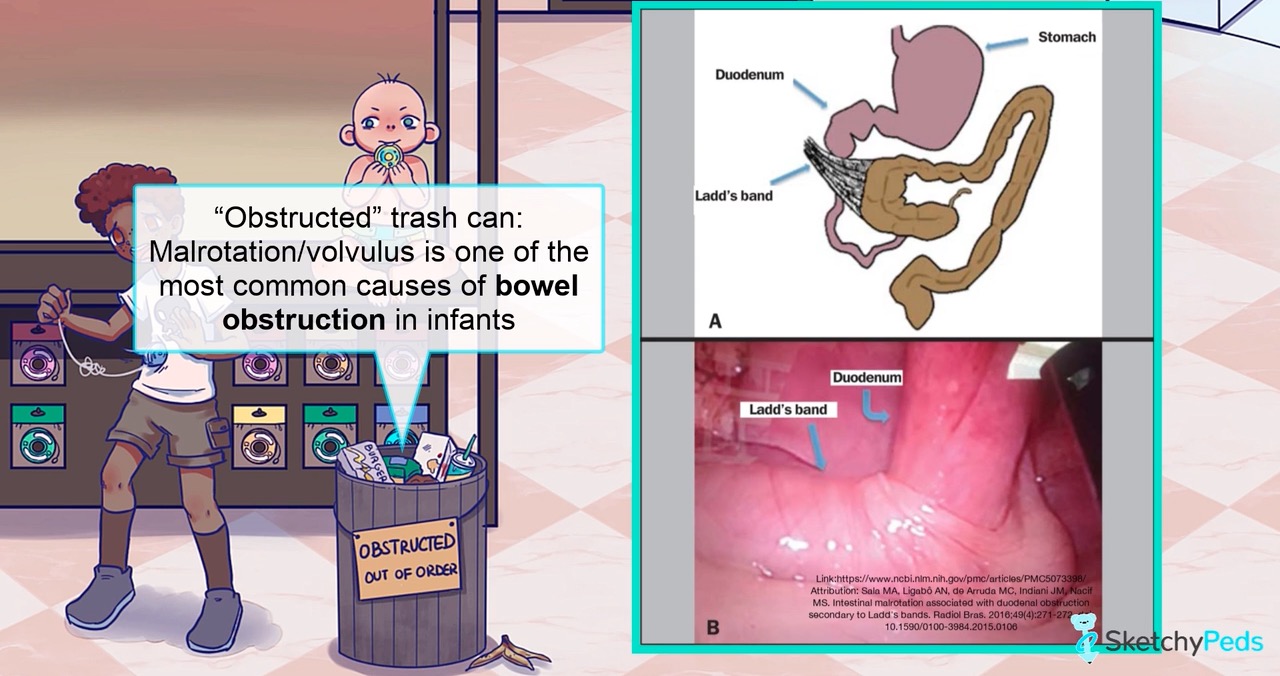 “Obstructed” trash can:
Malrotation/volvulus is one of the
most common causes of bowel
obstruction in infants
BURGER
OBSTRUCTED
OUT OF ORDER
Stomach
Duodenum
Ladd’s band
A
Duodenum
Ladd’s band
Link:https://www.ncbi.nlm.nih.gov/pmc/articles/PMC5073398/
Attribution: Sala MA, Ligabô AN, de Arruda MC, Indiani JM, Nacif
MS. Intestinal malrotation associated with duodenal obstruction
secondary to Ladd`s bands. Radiol Bras. 2016;49(4):271-272.
10.1590/0100-3984.2015.0106
B
SketchyPeds